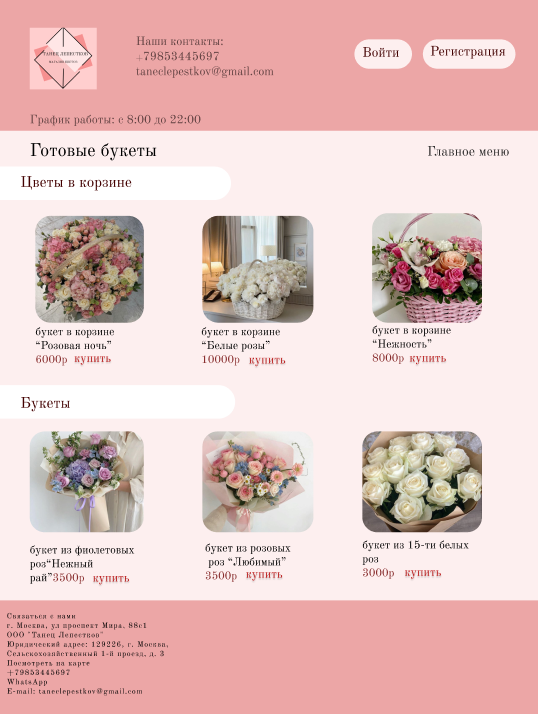 ТАНЕЦ ЛЕПЕСТКОВ
Наши контакты:
+79853445697
taneclepestkov@gmail.com
Войти
Регистрация
График работы: с 8:00 до 22:00
Готовые букеты
Главное меню
Цветы в корзине
букет в корзине
“Розовая ночь”
6000р купить
букет в корзине
“Белые розы”
10000р купить
букет в корзине
“Нежность”
8000р купить
Букеты
букет из фиолетовых
роз“Нежный
рай”3500р купить
букет из розовых
роз “Любимый”
3500р купить
букет из 15-ти белых
роз
3000р купить
Связаться с нами
г. Москва, ул проспект Мира, 88с1
ООО "Танец Лепестков"
Юридический адрес: 129226, г. Москва,
Сельскохозяйственный 1-й проезд, д. 3
Посмотреть на карте
+79853445697
WhatsApp
E-mail: taneclepestkov@gmail.com